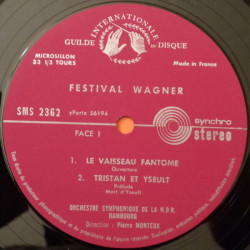 GUILDE INTERNATIONALE DU DISQUE
MICROSILLON
33 1/3 TOURS
Made in France
FESTIVAL WAGNER
SMS 2362
yParis 56194
FACE I
synchro
stereo
1. LE VAISSEAU FANTOME
Ouverture
2. TRISTAN ET YSEULT
Prélude
Mort d'Yseult
ORCHESTRE SYMPHONIQUE DE LA N.D.R.
HAMBOURG
Direction : Pierre MONTEUX